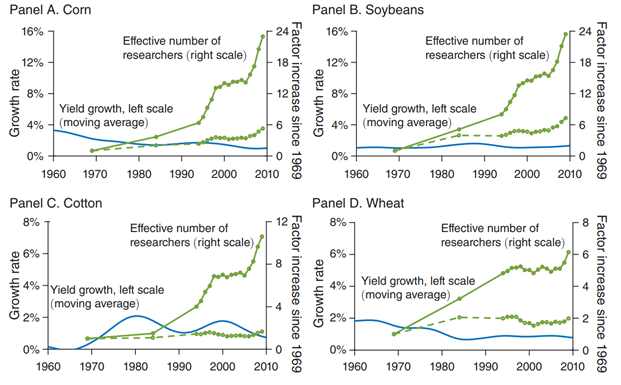 Panel A. Corn
16%
12%
8%
4%
0%
Growth rate
Effective number of
researchers (right scale)
Yield growth, left scale
(moving average)
24
18
12
6
0
Factor increase since 1969
1960 1970 1980 1990 2000 2010
Panel B. Soybeans
16%
12%
8%
4%
0%
Growth rate
Effective number of
researchers (right scale)
Yield growth, left scale
(moving average)
24
18
12
6
0
Factor increase since 1969
1960 1970 1980 1990 2000 2010
Panel C. Cotton
8%
6%
4%
2%
0%
Growth rate
Effective number of
researchers (right scale)
Yield growth, left scale
(moving average)
12
8
4
0
Factor increase since 1969
1960 1970 1980 1990 2000 2010
Panel D. Wheat
8%
6%
4%
2%
0%
Growth rate
Effective number of
researchers (right scale)
Yield growth, left scale
(moving average)
8
6
4
2
0
Factor increase since 1969
1960 1970 1980 1990 2000 2010